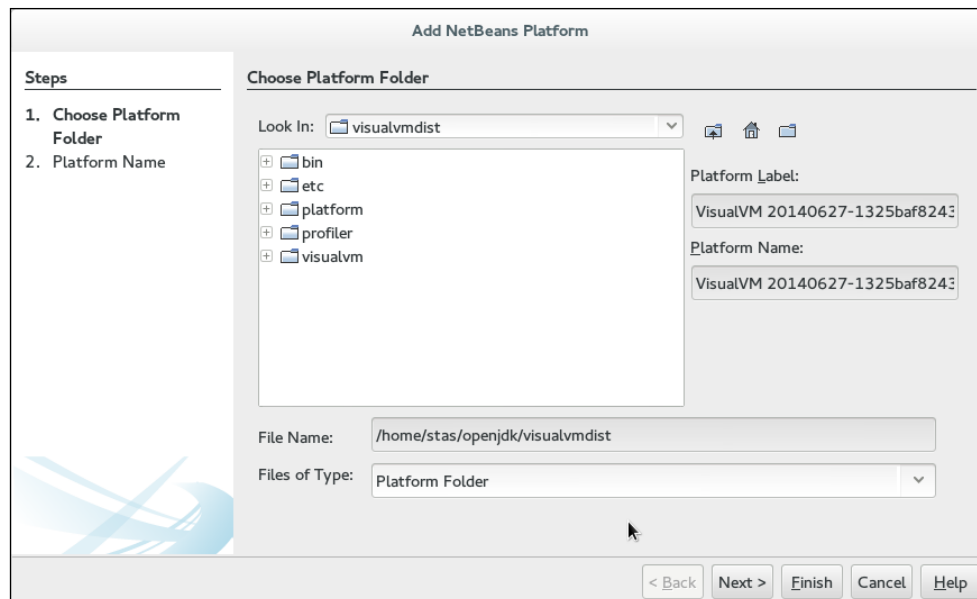 Add NetBeans Platform
Steps
1. Choose Platform
Folder
2. Platform Name
Choose Platform Folder
Look In: visualvmdist
bin
etc
platform
profiler
visualvm
Platform Label:
VisualVM 20140627-1325baf8243
Platform Name:
VisualVM 20140627-1325baf8243
File Name: /home/stas/openjdk/visualvmdist
Files of Type: Platform Folder
< Back Next > Finish Cancel Help